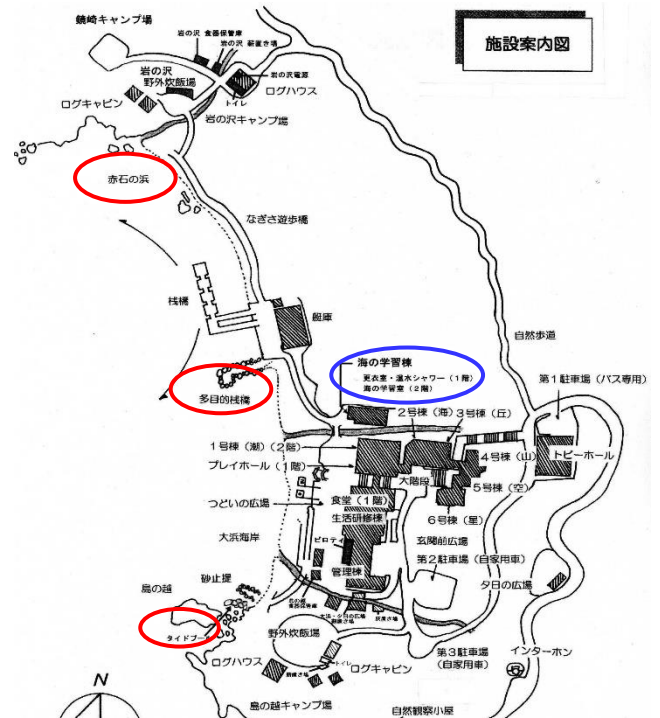 鏡崎キャンプ場
施設案内図
岩の沢 食器保管庫
岩の沢 薪置き場
岩の沢電源
岩の沢
野外炊飯場
トイレ
ログハウス
ログキャビン
岩の沢キャンプ場
赤石の浜
なぎさ遊歩橋
桟橋
艇庫
自然歩道
海の学習棟
更衣室・温水シャワー(1階)
海の学習室(2階)
第1駐車場(バス専用)
多目的桟橋
2号棟(海)
3号棟(丘)
1号棟(潮)(2階)
プレイホール(1階)
4号棟(山)
トピーホール
大階段
5号棟(空)
つどいの広場
食堂(1階)
生活研修棟
6号棟(星)
大浜海岸
ピロティ
玄関前広場
管理棟
第2駐車場(自家用車)
夕日の広場
砂止堤
島の越
タイドプール
野外炊飯場
第3駐車場
(自家用車)
インターホン
ログハウス
薪置き場
トイレ
ログキャビン
N
島の越キャンプ場
自然観察小屋